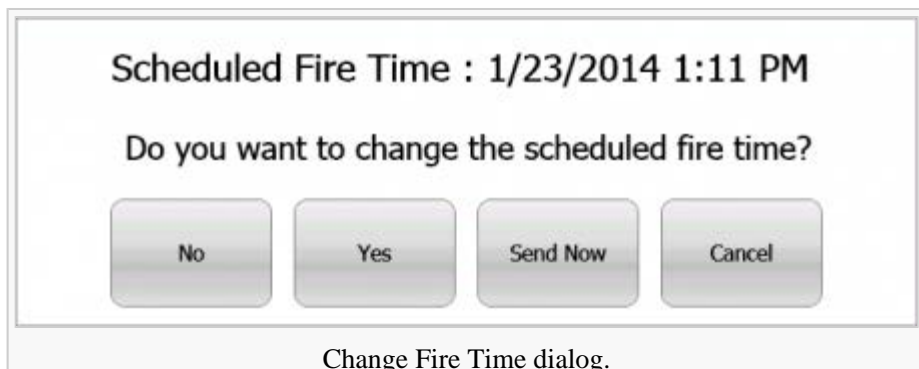 Scheduled Fire Time : 1/23/2014 1:11 PM
Do you want to change the scheduled fire time?
No Yes Send Now Cancel
Change Fire Time dialog.